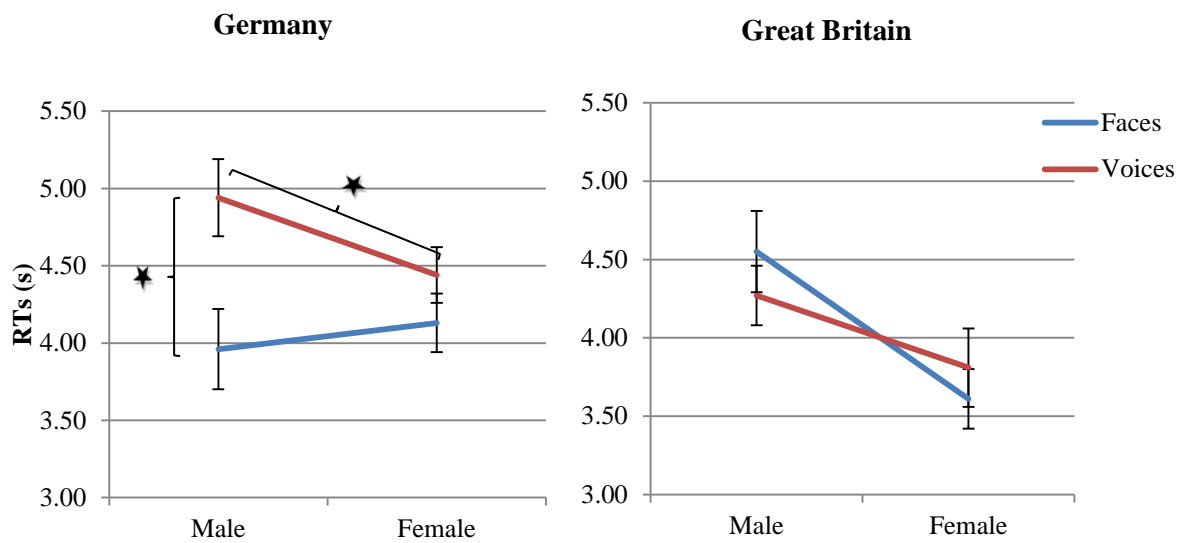 Germany
RTs (s)
5.50
5.00
4.50
4.00
3.50
3.00
Male Female
Great Britain
5.50
5.00
4.50
4.00
3.50
3.00
Male Female
Faces
Voices